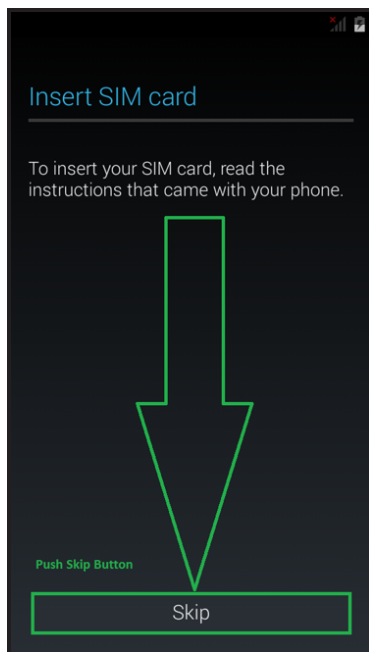 Insert SIM card
To insert your SIM card, read the
instructions that came with your phone.
Push Skip Button
Skip